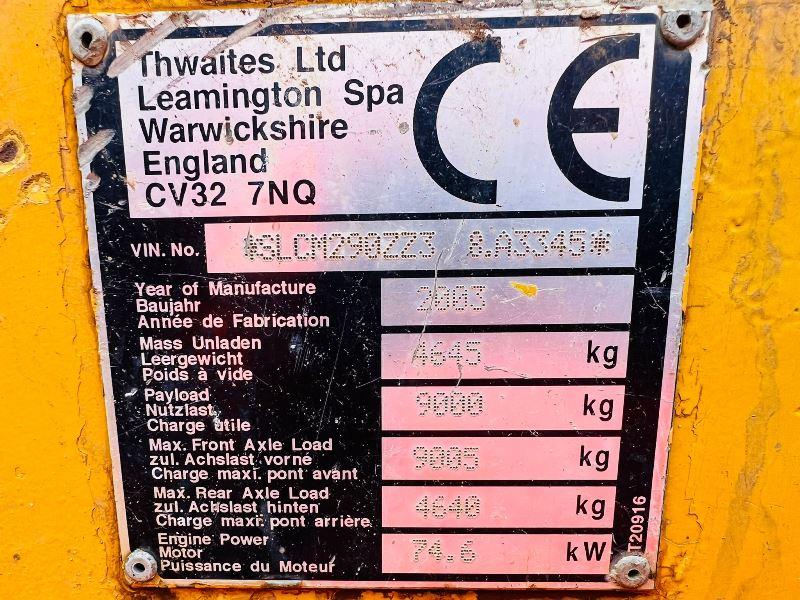 Thwaites Ltd
Leamington Spa
Warwickshire
England
CV32 7NQ
CE
VIN. No. *SLCM290ZZ3 8.A3345*
Year of Manufacture
Baujahr
Année de Fabrication
2003
Mass Unladen
Leergewicht
Poids à vide
4645 kg
Payload
Nutzlast
Charge utile
9000 kg
Max. Front Axle Load
zul. Achslast vorne
Charge maxi. pont avant
9005 kg
Max. Rear Axle Load
zul. Achslast hinten
Charge maxi. pont arrière
4640 kg
Engine Power
Motor
Puissance du Moteur
74.6 kW
T20916